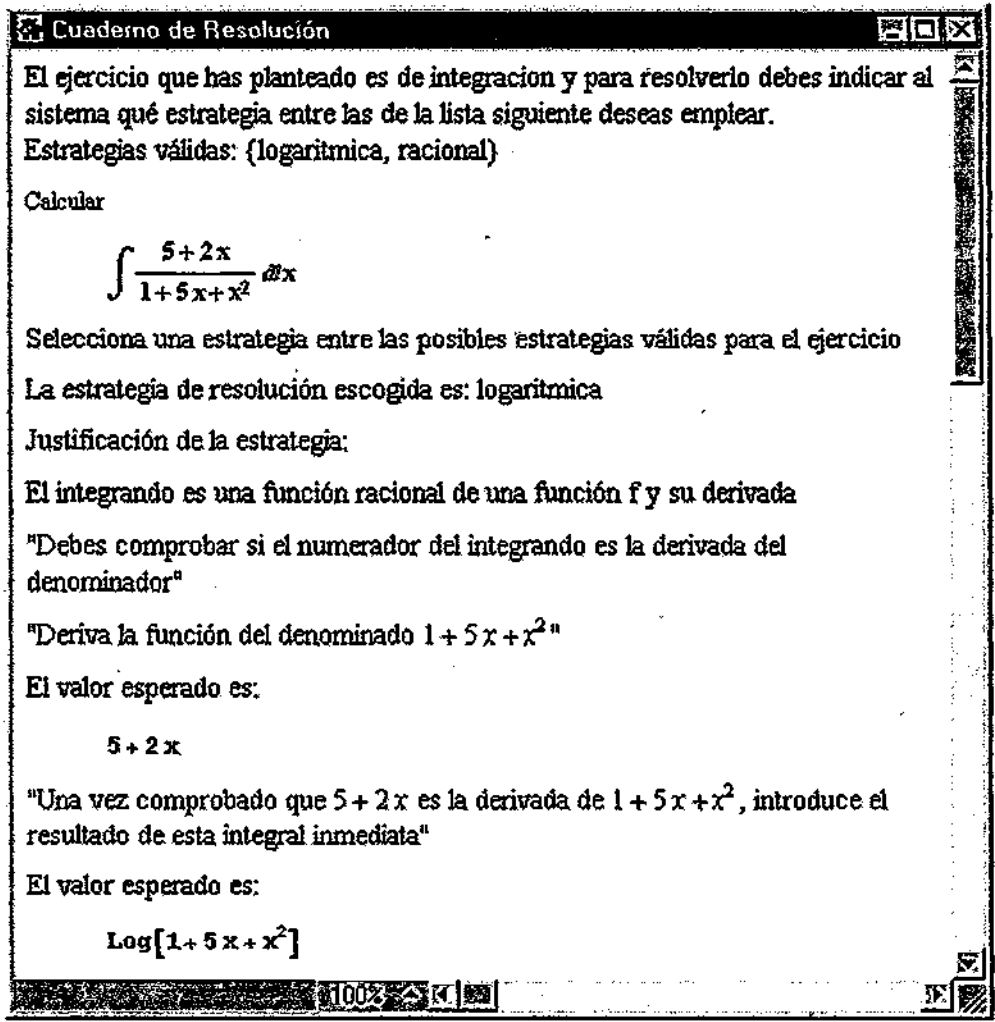 Cuaderno de Resolución
El ejercicio que has planteado es de integracion y para resolverlo debes indicar al
sistema qué estrategia entre las de la lista siguiente deseas emplear.
Estrategias válidas: {logaritmica, racional}
Calcular
∫ (5+2x)/(1+5x+x²) ⅆx
Selecciona una estrategia entre las posibles estrategias válidas para el ejercicio
La estrategia de resolución escogida es: logaritmica
Justificación de la estrategia:
El integrando es una función racional de una función f y su derivada
"Debes comprobar si el numerador del integrando es la derivada del
denominador"
"Deriva la función del denominado 1 + 5 x + x² "
El valor esperado es:
5 + 2 x
"Una vez comprobado que 5 + 2 x es la derivada de 1 + 5 x + x² , introduce el
resultado de esta integral inmediata"
El valor esperado es:
Log[1 + 5 x + x²]
100%